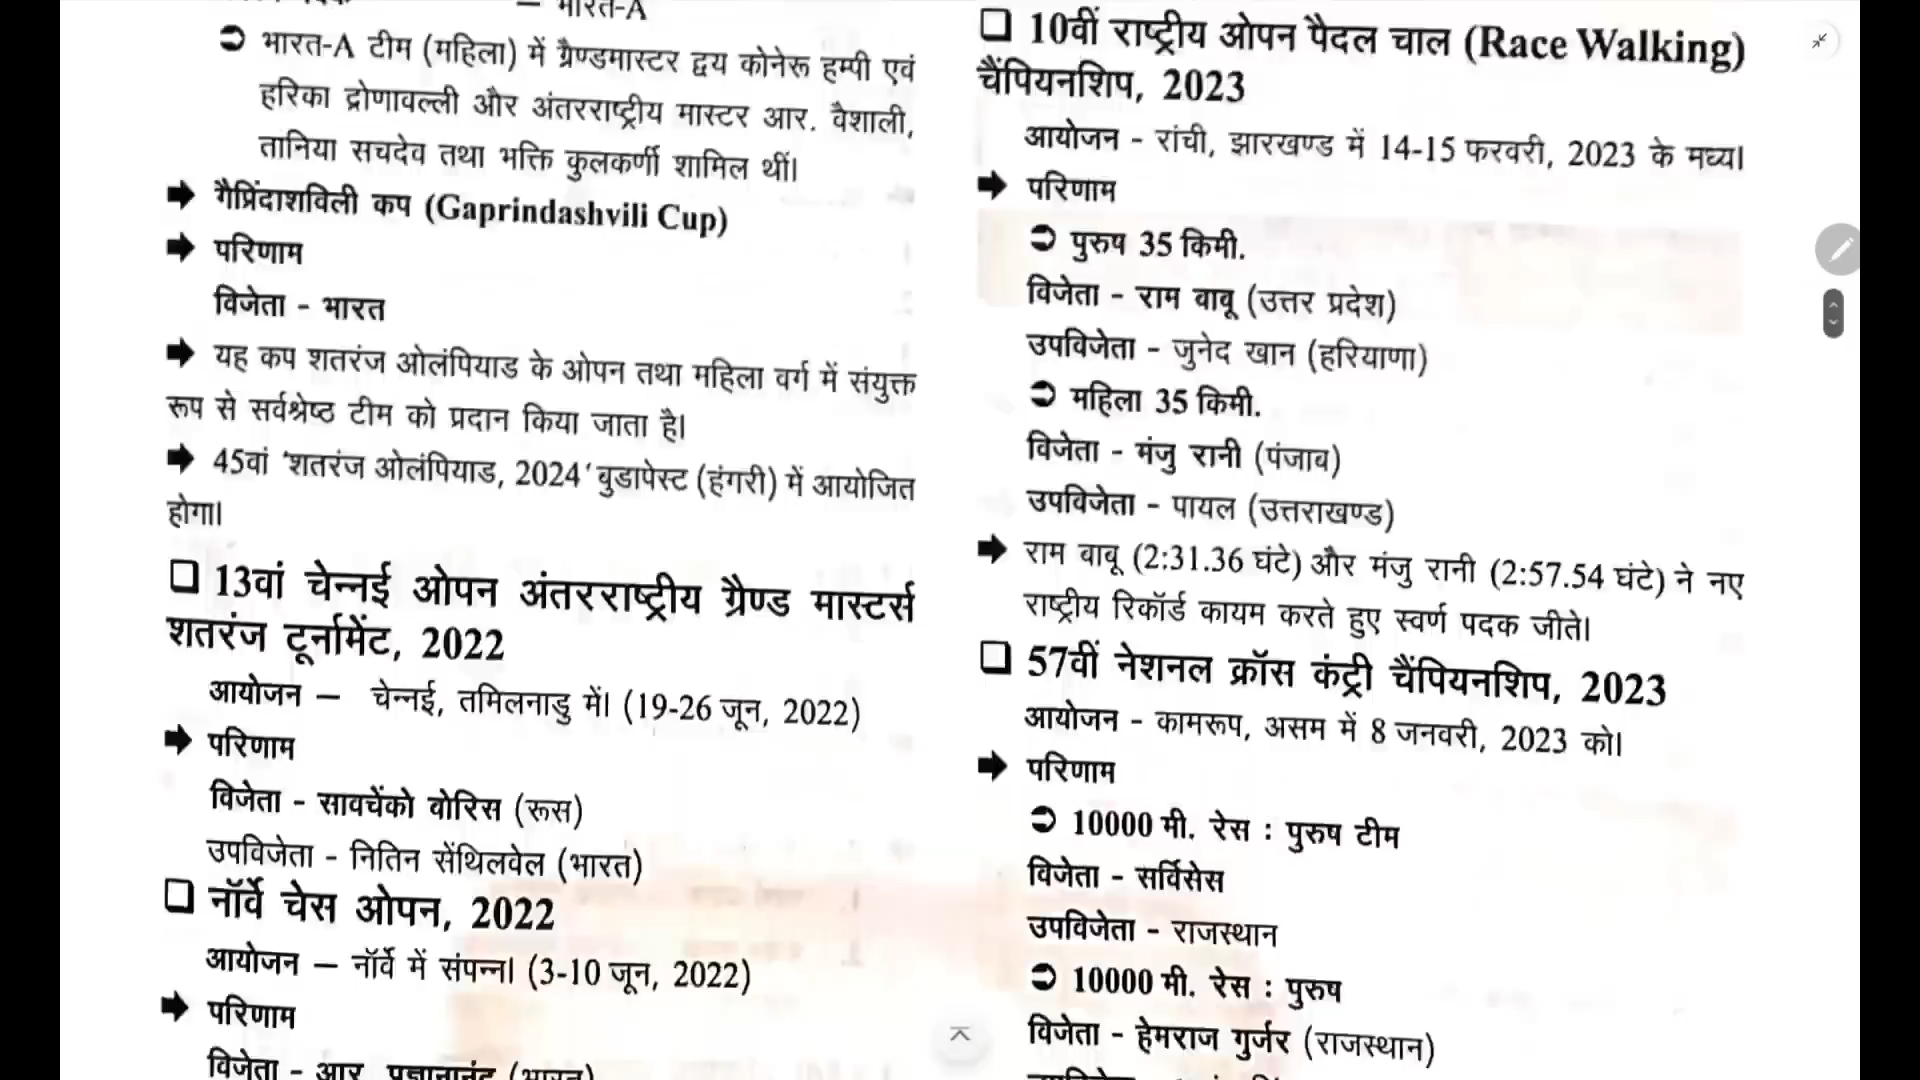 – भारत-A
➲ भारत-A टीम (महिला) में ग्रैण्डमास्टर द्वय कोनेरू हम्पी एवं
हरिका द्रोणावल्ली और अंतरराष्ट्रीय मास्टर आर. वैशाली,
तानिया सचदेव तथा भक्ति कुलकर्णी शामिल थीं।
➡ गैप्रिंदाशविली कप (Gaprindashvili Cup)
➡ परिणाम
विजेता - भारत
➡ यह कप शतरंज ओलंपियाड के ओपन तथा महिला वर्ग में संयुक्त
रूप से सर्वश्रेष्ठ टीम को प्रदान किया जाता है।
➡ 45वां ‘शतरंज ओलंपियाड, 2024‘ बुडापेस्ट (हंगरी) में आयोजित
होगा।
❑ 13वां चेन्नई ओपन अंतरराष्ट्रीय ग्रैण्ड मास्टर्स
शतरंज टूर्नामेंट, 2022
आयोजन – चेन्नई, तमिलनाडु में। (19-26 जून, 2022)
➡ परिणाम
विजेता - सावचेंको बोरिस (रूस)
उपविजेता - नितिन सेंथिलवेल (भारत)
❑ नॉर्वे चेस ओपन, 2022
आयोजन – नॉर्वे में संपन्न। (3-10 जून, 2022)
➡ परिणाम
विजेता - आर. प्रज्ञानानंद (भारत)
❑ 10वीं राष्ट्रीय ओपन पैदल चाल (Race Walking)
चैंपियनशिप, 2023
आयोजन - रांची, झारखण्ड में 14-15 फरवरी, 2023 के मध्य।
➡ परिणाम
➲ पुरुष 35 किमी.
विजेता - राम बाबू (उत्तर प्रदेश)
उपविजेता - जुनेद खान (हरियाणा)
➲ महिला 35 किमी.
विजेता - मंजु रानी (पंजाब)
उपविजेता - पायल (उत्तराखण्ड)
➡ राम बाबू (2:31.36 घंटे) और मंजु रानी (2:57.54 घंटे) ने नए
राष्ट्रीय रिकॉर्ड कायम करते हुए स्वर्ण पदक जीते।
❑ 57वीं नेशनल क्रॉस कंट्री चैंपियनशिप, 2023
आयोजन - कामरूप, असम में 8 जनवरी, 2023 को।
➡ परिणाम
➲ 10000 मी. रेस : पुरुष टीम
विजेता - सर्विसेस
उपविजेता - राजस्थान
➲ 10000 मी. रेस : पुरुष
विजेता - हेमराज गुर्जर (राजस्थान)